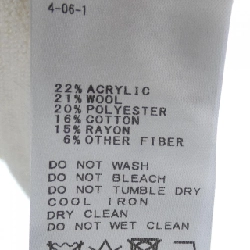 4-06-1
22% ACRYLIC
21% WOOL
20% POLYESTER
16% COTTON
15% RAYON
6% OTHER FIBER
DO NOT WASH
DO NOT BLEACH
DO NOT TUMBLE DRY
COOL IRON
DRY CLEAN
DO NOT WET CLEAN